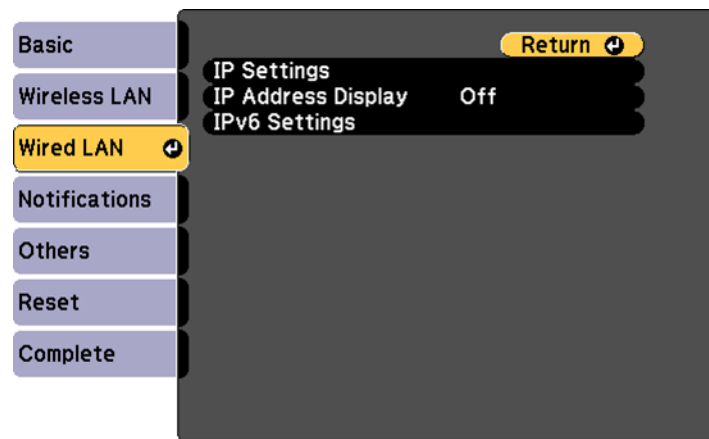 Basic
Wireless LAN
Wired LAN
Notifications
Others
Reset
Complete
Return
IP Settings
IP Address Display Off
IPv6 Settings